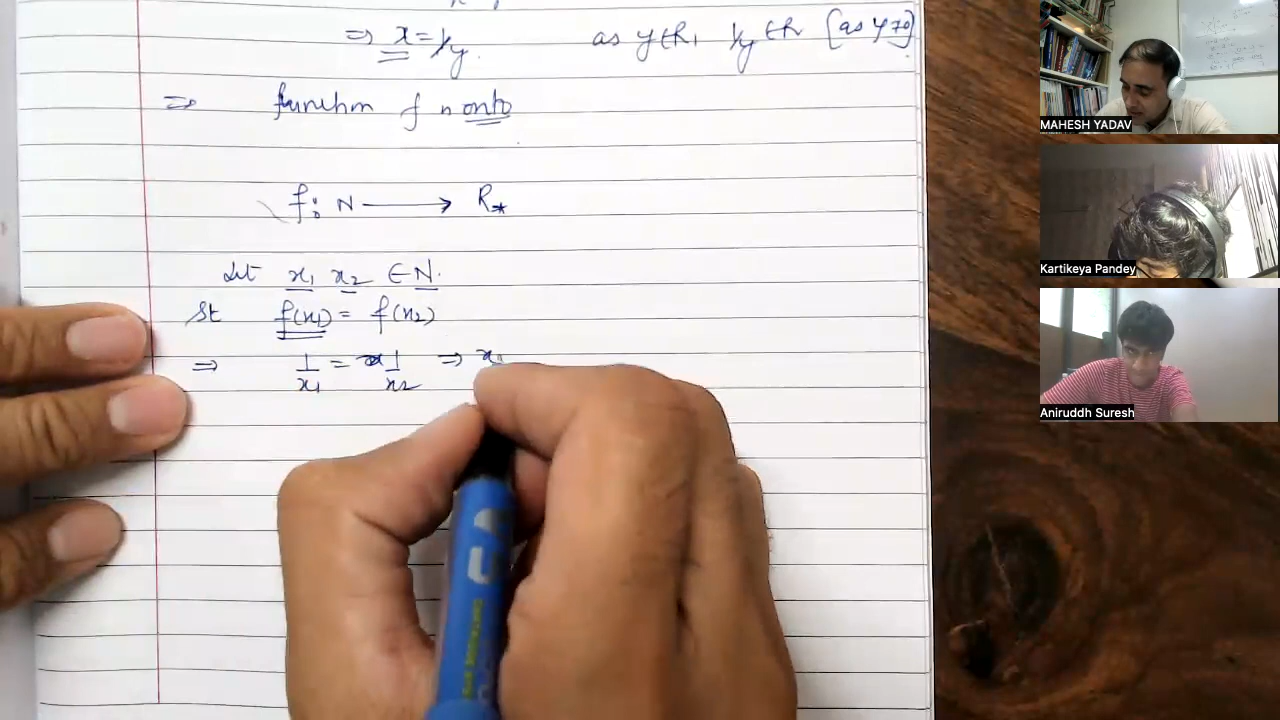 ⇒ x = 1/y. as y ∈ R, 1/y ∈ R [as y≠0]
⇒ function f is onto
f: N → R*
Let x1 x2 ∈ N.
St f(x1) = f(x2)
⇒ 1/x1 = 1/x2 ⇒ x1
MAHESH YADAV
Kartikeya Pandey
Aniruddh Suresh